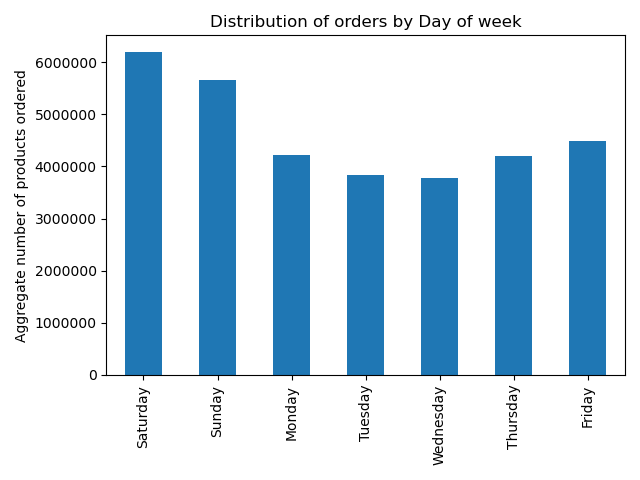 Distribution of orders by Day of week
Aggregate number of products ordered
6000000
5000000
4000000
3000000
2000000
1000000
0
Saturday
Sunday
Monday
Tuesday
Wednesday
Thursday
Friday